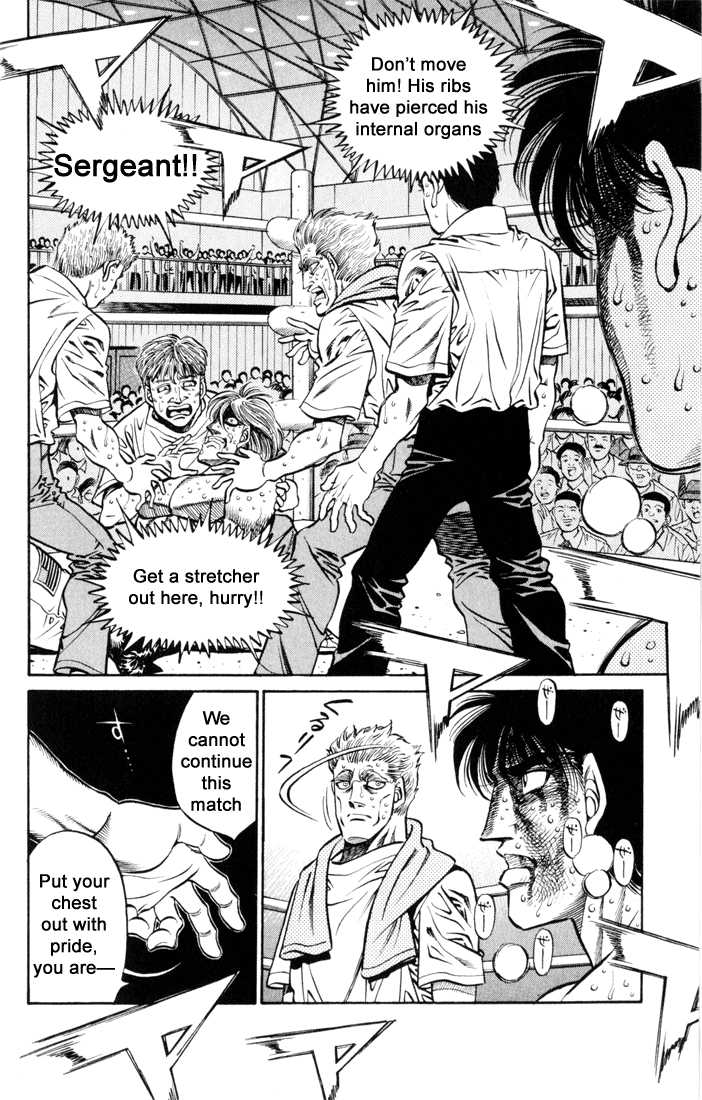 Don't move
him! His ribs
have pierced his
internal organs
Sergeant!!
Get a stretcher
out here, hurry!!
We
cannot
continue
this
match
Put your
chest
out with
pride,
you are—